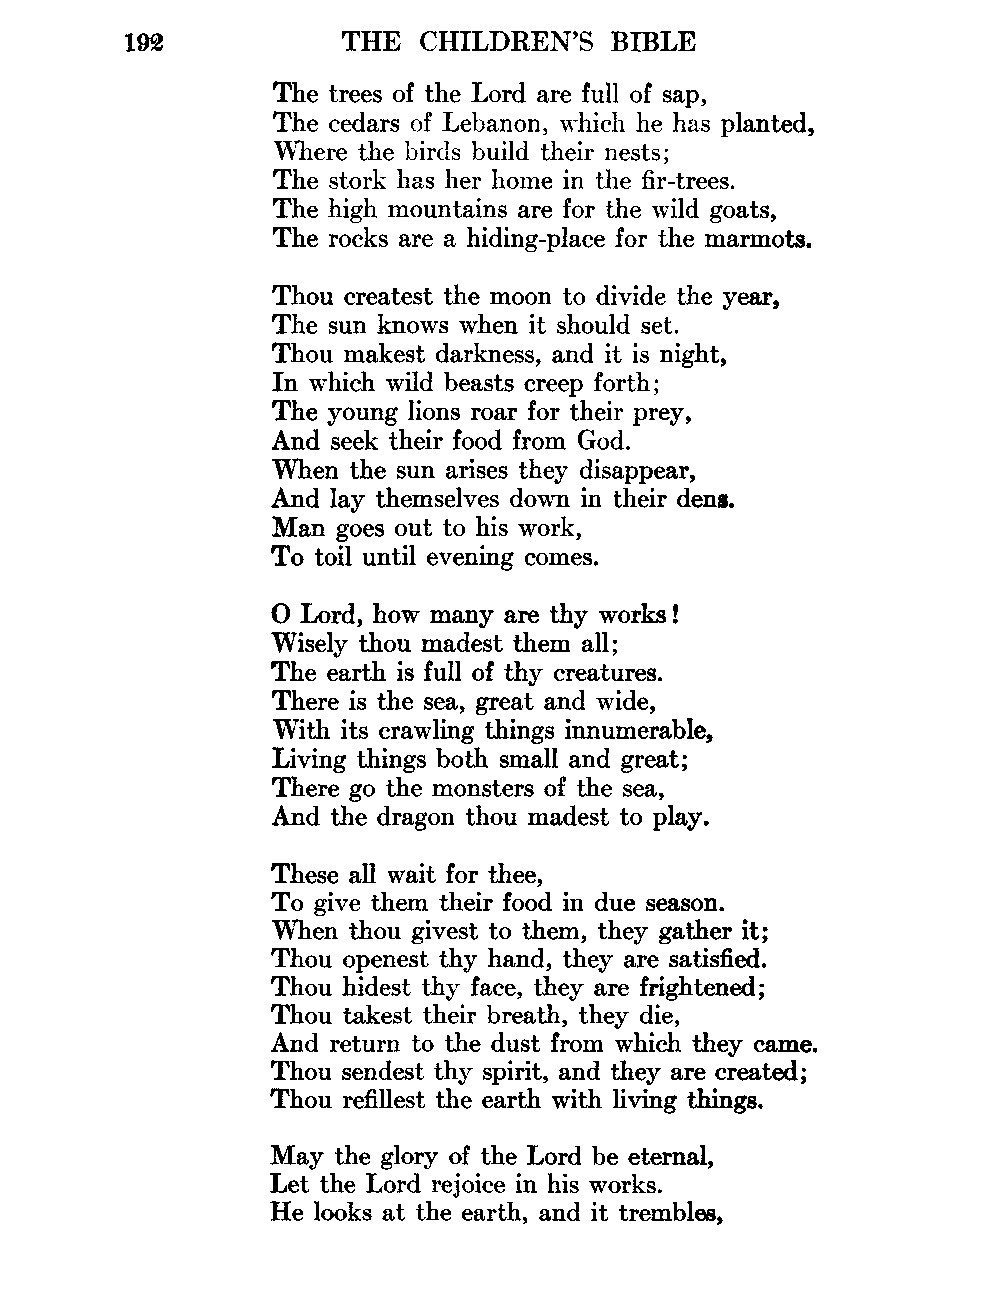 192 THE CHILDREN'S BIBLE
The trees of the Lord are full of sap,
The cedars of Lebanon, which he has planted,
Where the birds build their nests;
The stork has her home in the fir-trees.
The high mountains are for the wild goats,
The rocks are a hiding-place for the marmots.
Thou createst the moon to divide the year,
The sun knows when it should set.
Thou makest darkness, and it is night,
In which wild beasts creep forth;
The young lions roar for their prey,
And seek their food from God.
When the sun arises they disappear,
And lay themselves down in their dens.
Man goes out to his work,
To toil until evening comes.
O Lord, how many are thy works!
Wisely thou madest them all;
The earth is full of thy creatures.
There is the sea, great and wide,
With its crawling things innumerable,
Living things both small and great;
There go the monsters of the sea,
And the dragon thou madest to play.
These all wait for thee,
To give them their food in due season.
When thou givest to them, they gather it;
Thou openest thy hand, they are satisfied.
Thou hidest thy face, they are frightened;
Thou takest their breath, they die,
And return to the dust from which they came.
Thou sendest thy spirit, and they are created;
Thou refillest the earth with living things.
May the glory of the Lord be eternal,
Let the Lord rejoice in his works.
He looks at the earth, and it trembles,